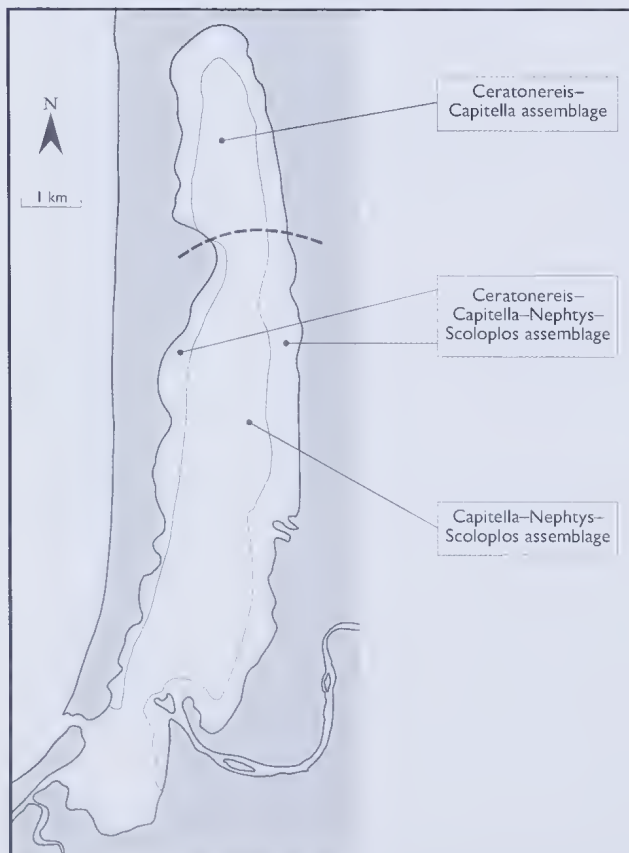 N
1 km
Ceratonereis–
Capitella assemblage
Ceratonereis–
Capitella–Nephtys–
Scoloplos assemblage
Capitella–Nephtys–
Scoloplos assemblage